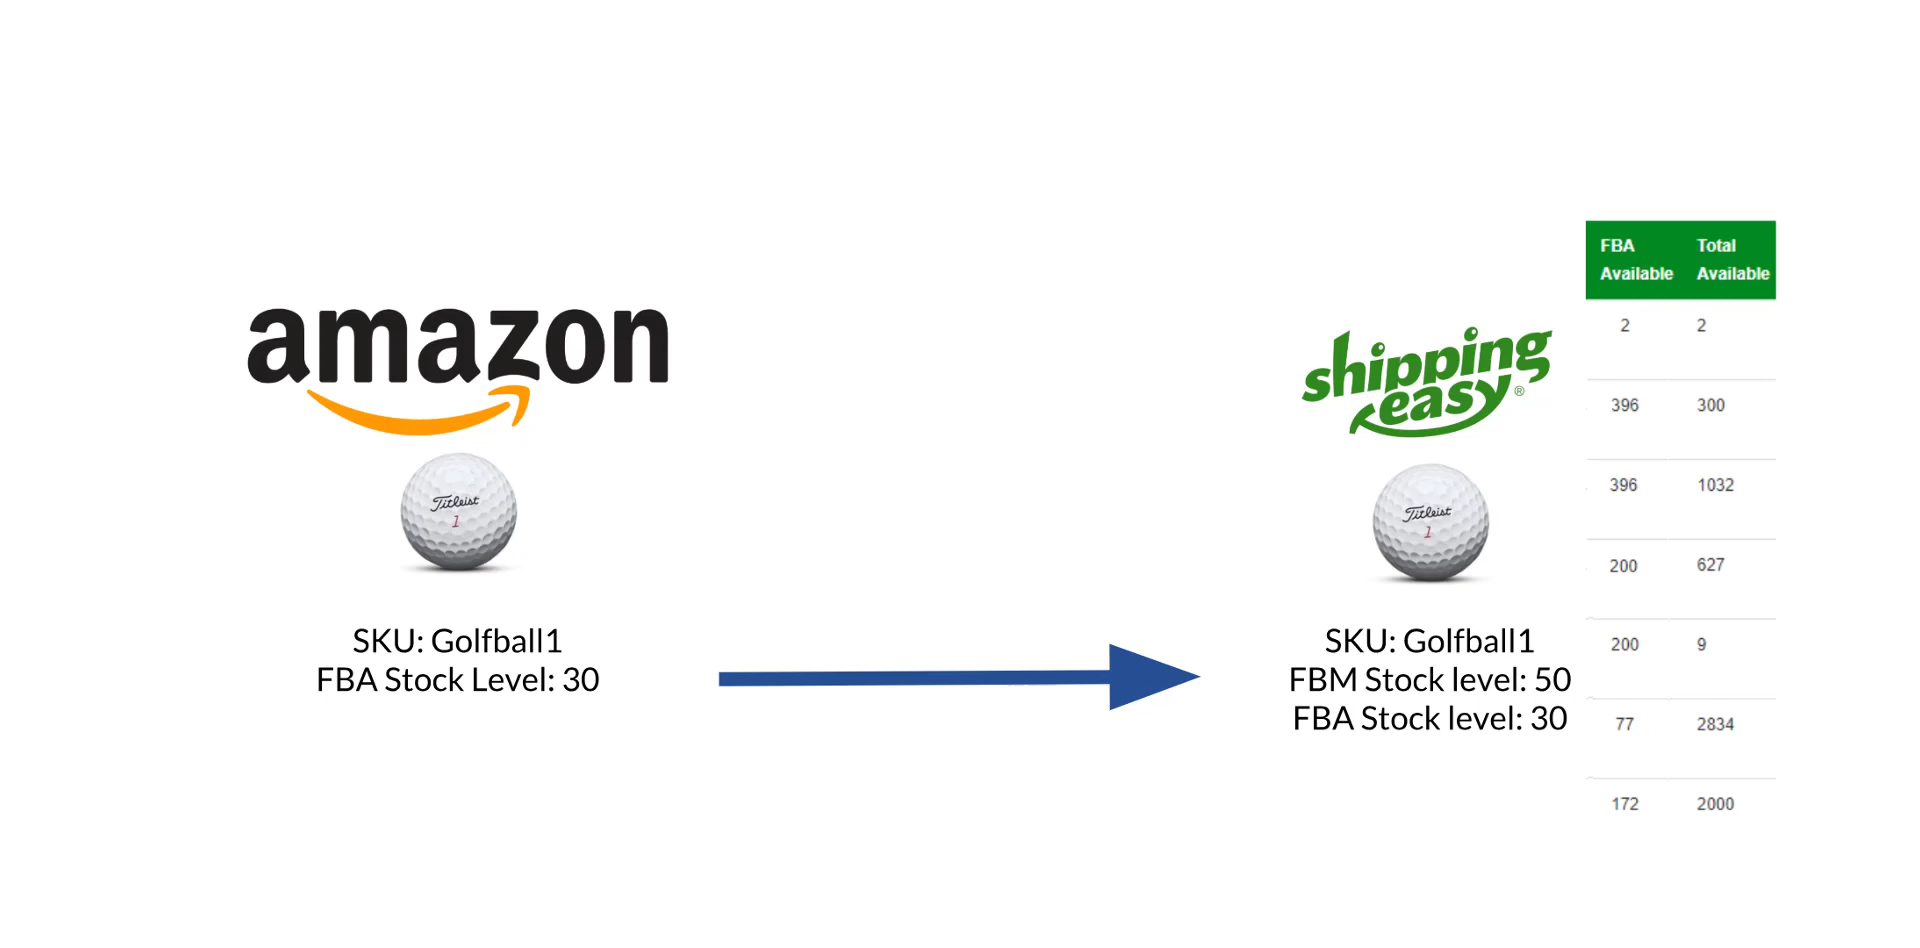 amazon
Titleist
1
SKU: Golfball1
FBA Stock Level: 30
shipping
easy®
Titleist
1
SKU: Golfball1
FBM Stock level: 50
FBA Stock level: 30
FBA Total
Available Available
2 2
396 300
396 1032
200 627
200 9
77 2834
172 2000